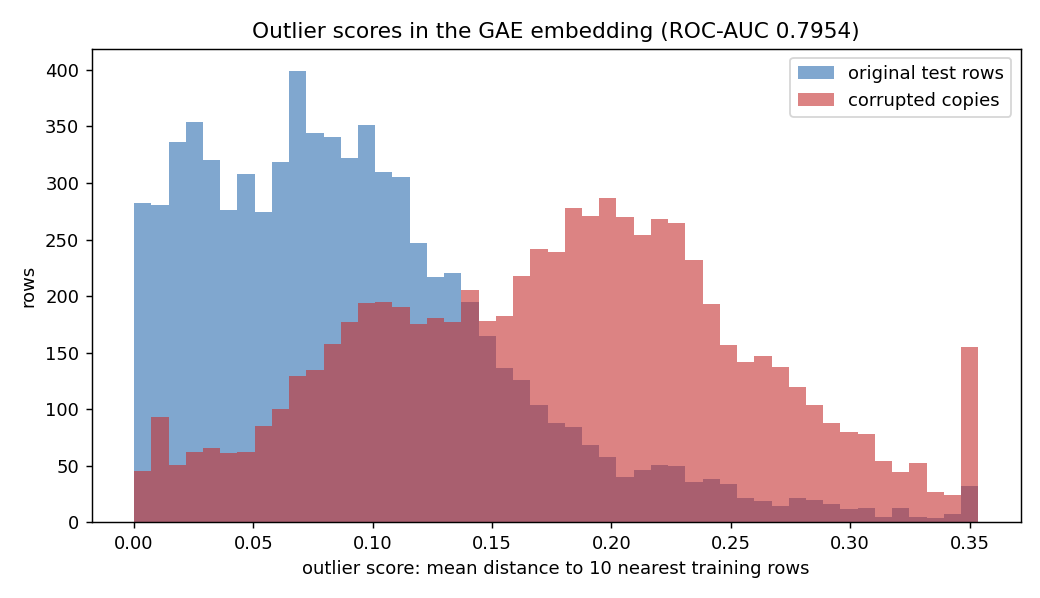 Outlier scores in the GAE embedding (ROC-AUC 0.7954)
original test rows
corrupted copies
400
350
300
250
200
150
100
50
0
rows
0.00 0.05 0.10 0.15 0.20 0.25 0.30 0.35
outlier score: mean distance to 10 nearest training rows